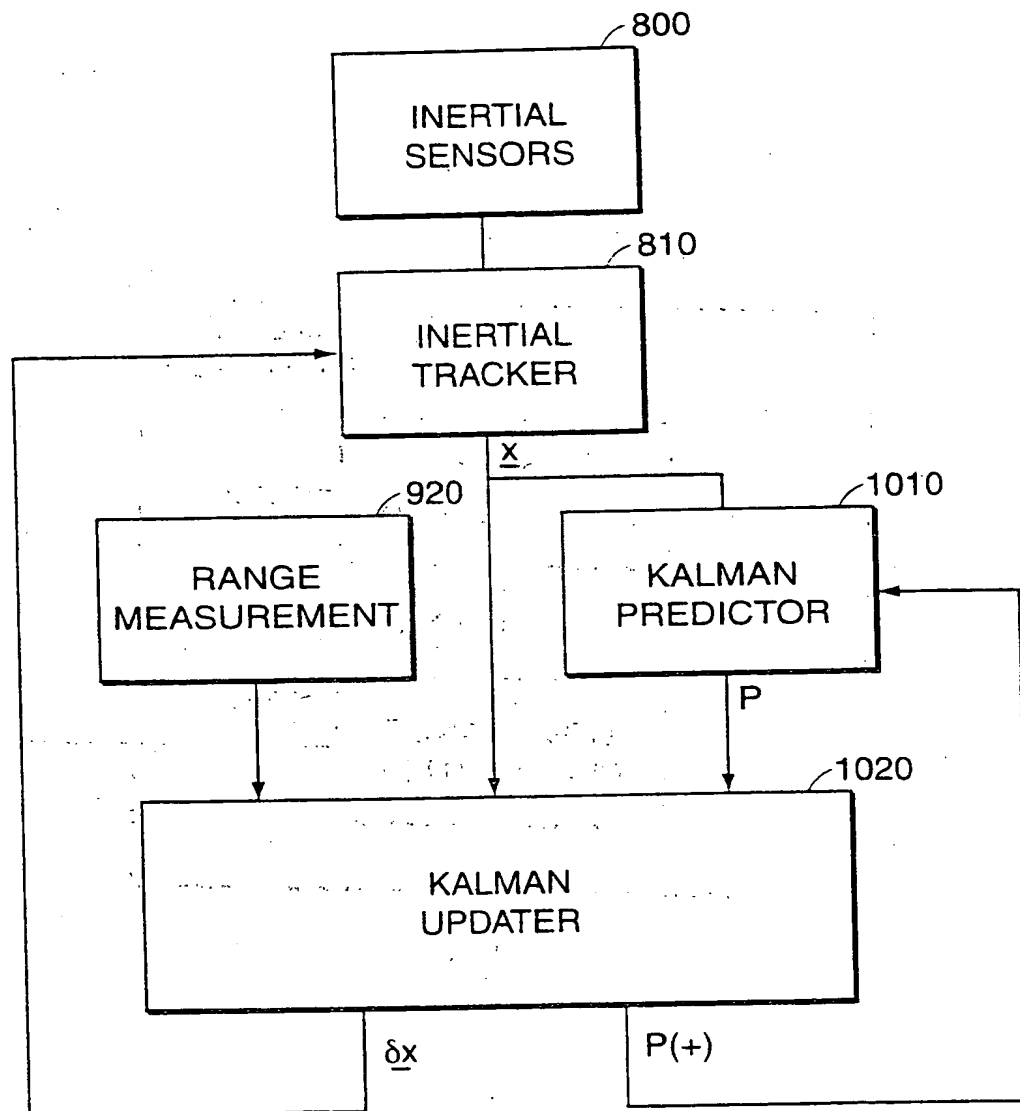 800
INERTIAL
SENSORS
810
INERTIAL
TRACKER
x
920
RANGE
MEASUREMENT
1010
KALMAN
PREDICTOR
P
1020
KALMAN
UPDATER
δx
P(+)